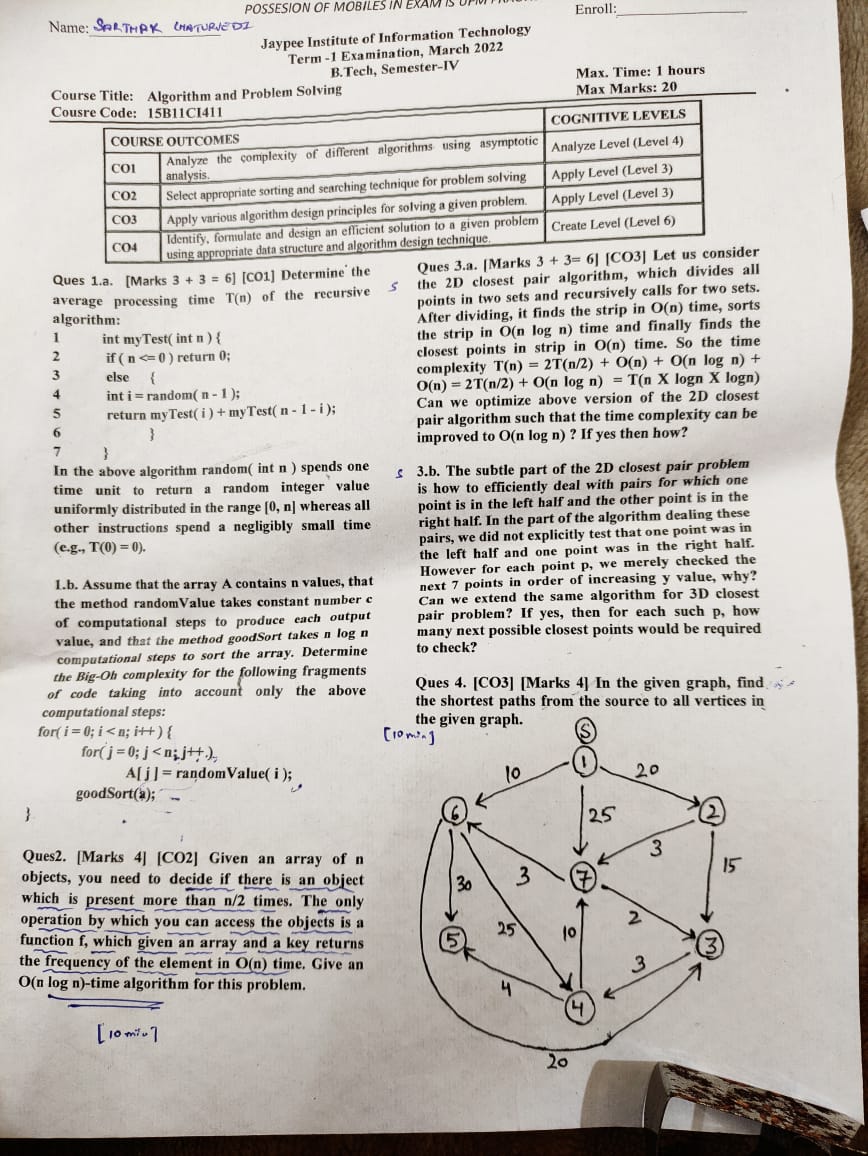 POSSESION OF MOBILES IN EXAM IS UFM
Name: SARTHAK CHATURVEDI
Enroll:
Jaypee Institute of Information Technology
Term -1 Examination, March 2022
B.Tech, Semester-IV
Course Title: Algorithm and Problem Solving
Max. Time: 1 hours
Cousre Code: 15B11CI411
Max Marks: 20
COURSE OUTCOMES
COGNITIVE LEVELS
CO1
Analyze the complexity of different algorithms using asymptotic
analysis.
Analyze Level (Level 4)
CO2
Select appropriate sorting and searching technique for problem solving
Apply Level (Level 3)
CO3
Apply various algorithm design principles for solving a given problem.
Apply Level (Level 3)
CO4
Identify, formulate and design an efficient solution to a given problem
using appropriate data structure and algorithm design technique.
Create Level (Level 6)
Ques 1.a. [Marks 3 + 3 = 6] [CO1] Determine the
average processing time T(n) of the recursive
algorithm:
1 int myTest( int n ) {
2 if ( n <= 0 ) return 0;
3 else {
4 int i = random( n - 1 );
5 return myTest( i ) + myTest( n - 1 - i );
6 }
7 }
In the above algorithm random( int n ) spends one
time unit to return a random integer value
uniformly distributed in the range [0, n] whereas all
other instructions spend a negligibly small time
(e.g., T(0) = 0).
1.b. Assume that the array A contains n values, that
the method randomValue takes constant number c
of computational steps to produce each output
value, and that the method goodSort takes n log n
computational steps to sort the array. Determine
the Big-Oh complexity for the following fragments
of code taking into account only the above
computational steps:
for( i = 0; i < n; i++ ) {
for( j = 0; j < n; j++ )
A[ j ] = randomValue( i );
goodSort(a);
}
Ques2. [Marks 4] [CO2] Given an array of n
objects, you need to decide if there is an object
which is present more than n/2 times. The only
operation by which you can access the objects is a
function f, which given an array and a key returns
the frequency of the element in O(n) time. Give an
O(n log n)-time algorithm for this problem.
[10 min]
5
Ques 3.a. [Marks 3 + 3= 6] [CO3] Let us consider
the 2D closest pair algorithm, which divides all
points in two sets and recursively calls for two sets.
After dividing, it finds the strip in O(n) time, sorts
the strip in O(n log n) time and finally finds the
closest points in strip in O(n) time. So the time
complexity T(n) = 2T(n/2) + O(n) + O(n log n) +
O(n) = 2T(n/2) + O(n log n) = T(n X logn X logn)
Can we optimize above version of the 2D closest
pair algorithm such that the time complexity can be
improved to O(n log n) ? If yes then how?
5
3.b. The subtle part of the 2D closest pair problem
is how to efficiently deal with pairs for which one
point is in the left half and the other point is in the
right half. In the part of the algorithm dealing these
pairs, we did not explicitly test that one point was in
the left half and one point was in the right half.
However for each point p, we merely checked the
next 7 points in order of increasing y value, why?
Can we extend the same algorithm for 3D closest
pair problem? If yes, then for each such p, how
many next possible closest points would be required
to check?
Ques 4. [CO3] [Marks 4] In the given graph, find
the shortest paths from the source to all vertices in
the given graph.
[10 min]
S
1
10
20
6
25
2
3
3
15
30
7
25
10
2
5
3
3
4
4
20